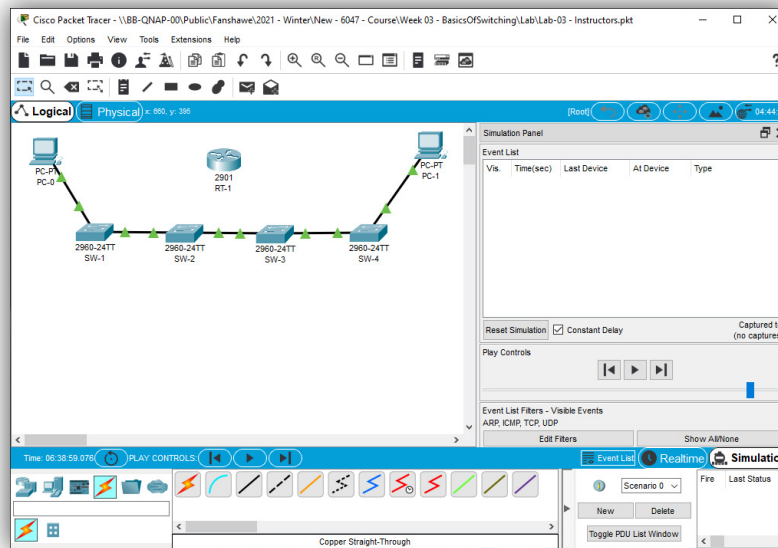 Cisco Packet Tracer - \\BB-QNAP-00\Public\Fanshawe\2021 - Winter\New - 6047 - Course\Week 03 - BasicsOfSwitching\Lab\Lab-03 - Instructors.pkt
File Edit Options View Tools Extensions Help
Logical Physical x: 660, y: 395 [Root] 04:44:
PC-PT
PC-0
2901
RT-1
PC-PT
PC-1
2960-24TT
SW-1
2960-24TT
SW-2
2960-24TT
SW-3
2960-24TT
SW-4
Simulation Panel
Event List
Vis. Time(sec) Last Device At Device Type
Reset Simulation Constant Delay
Captured t
(no captures
Play Controls
Event List Filters - Visible Events
ARP, ICMP, TCP, UDP
Edit Filters Show All/None
Time: 06:38:59.076 PLAY CONTROLS: Event List Realtime Simulatio
Scenario 0 Fire Last Status
New Delete
Toggle PDU List Window
Copper Straight-Through